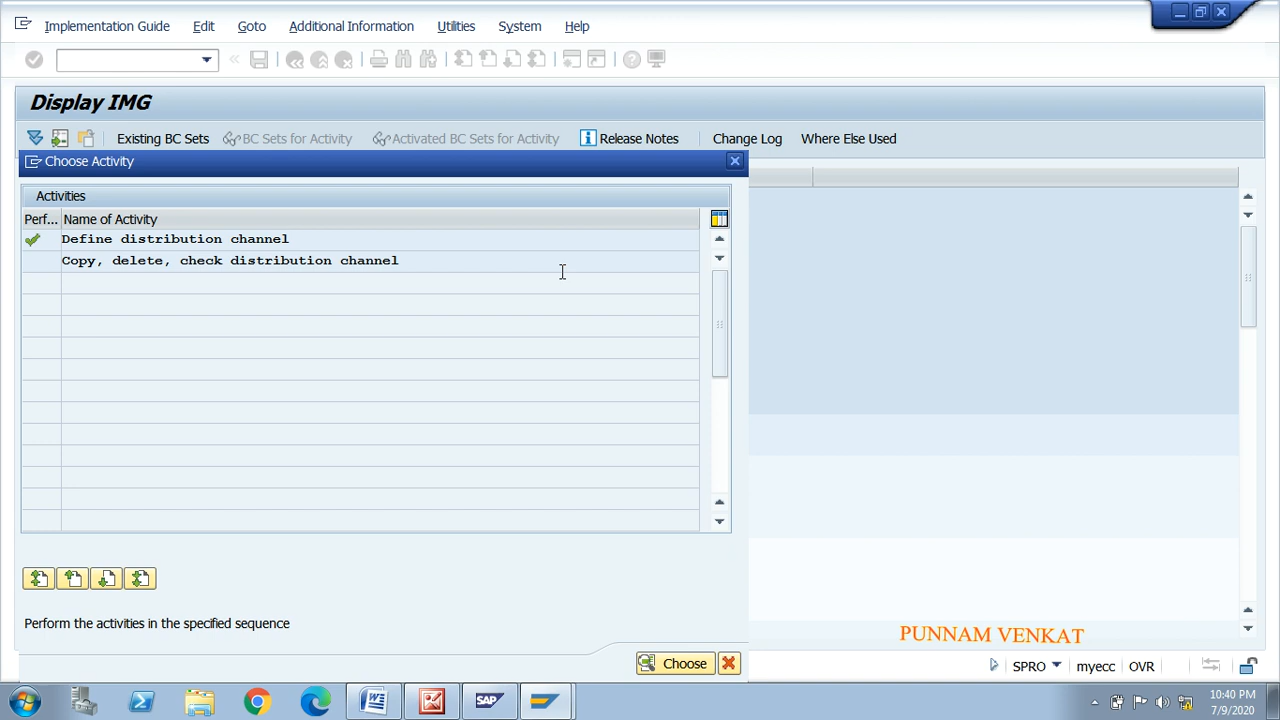 Implementation Guide Edit Goto Additional Information Utilities System Help
Display IMG
Existing BC Sets BC Sets for Activity Activated BC Sets for Activity i Release Notes Change Log Where Else Used
Choose Activity
Activities
Perf... Name of Activity
Define distribution channel
Copy, delete, check distribution channel
Perform the activities in the specified sequence
PUNNAM VENKAT
Choose
SPRO myecc OVR
SAP
10:40 PM
7/9/2020